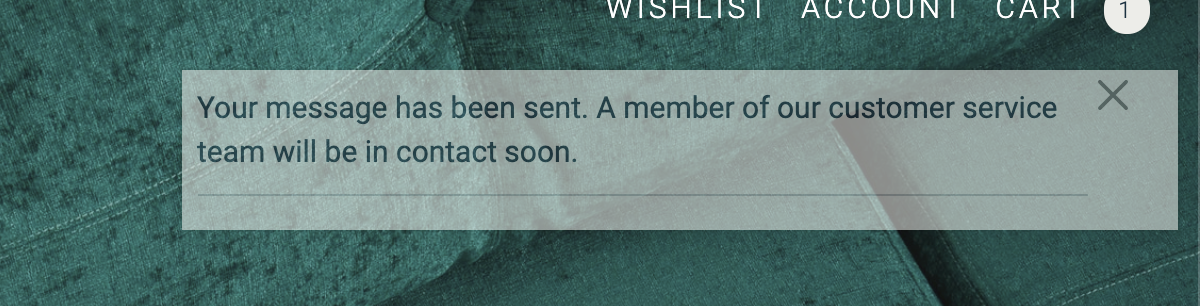 WISHLIST ACCOUNT CART 1
Your message has been sent. A member of our customer service
team will be in contact soon.